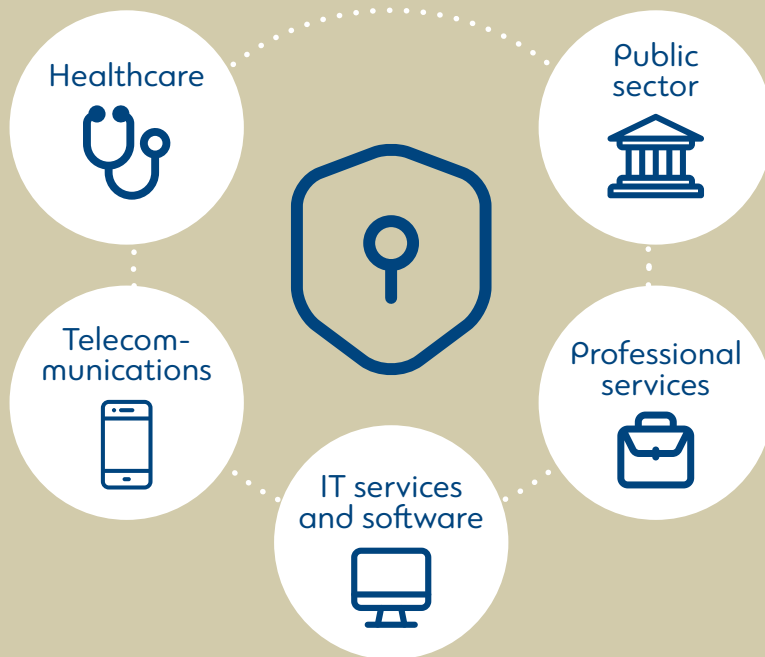 Healthcare
Public
sector
Telecom-
munications
Professional
services
IT services
and software